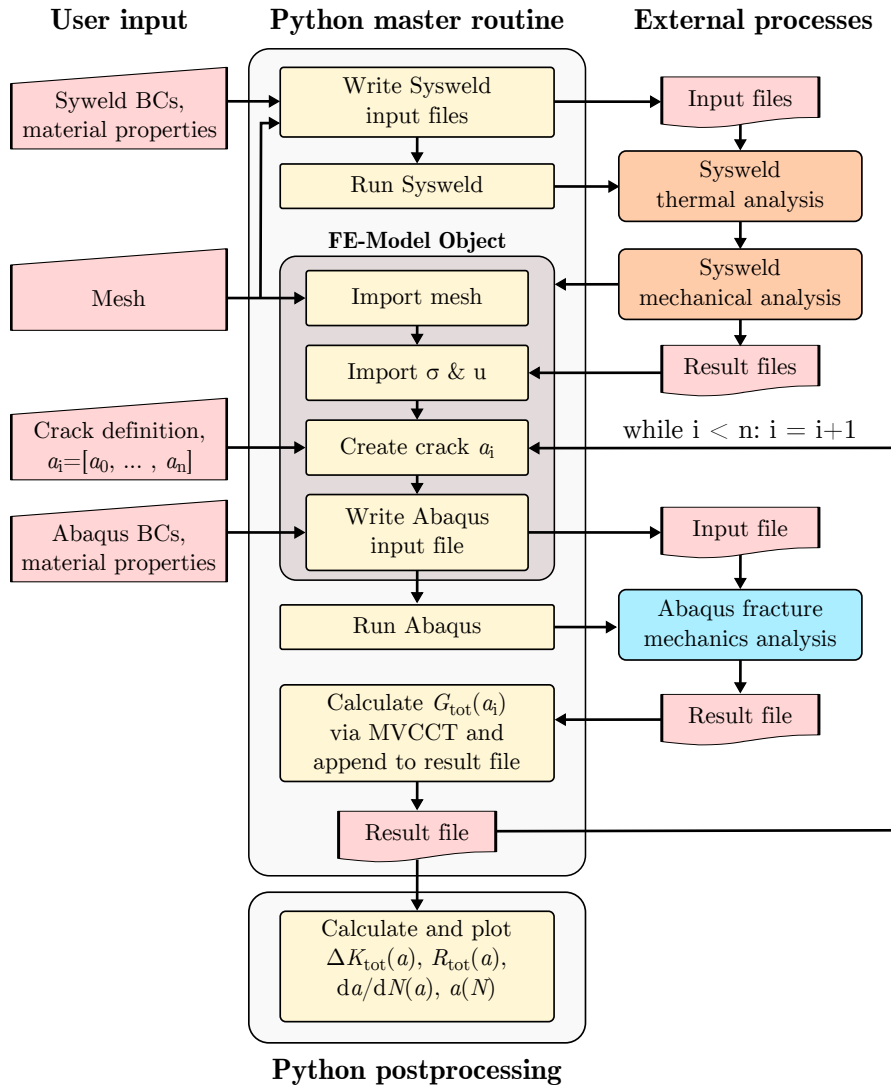 User input
Python master routine
External processes
Syweld BCs,
material properties
Write Sysweld
input files
Input files
Run Sysweld
Sysweld
thermal analysis
FE-Model Object
Mesh
Import mesh
Sysweld
mechanical analysis
Import σ & u
Result files
Crack definition,
aᵢ=[a₀, ... , aₙ]
Create crack aᵢ
while i < n: i = i+1
Abaqus BCs,
material properties
Write Abaqus
input file
Input file
Run Abaqus
Abaqus fracture
mechanics analysis
Calculate G_tot(aᵢ)
via MVCCT and
append to result file
Result file
Result file
Calculate and plot
ΔK_tot(a), R_tot(a),
da/dN(a), a(N)
Python postprocessing